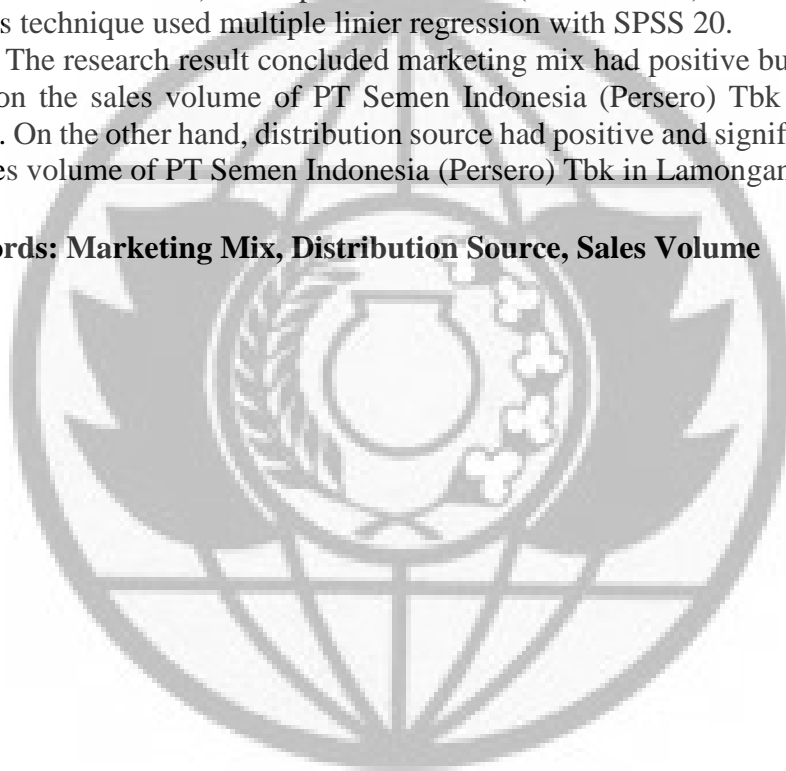 s technique used multiple linier regression with SPSS 20.
The research result concluded marketing mix had positive bu
on the sales volume of PT Semen Indonesia (Persero) Tbk
. On the other hand, distribution source had positive and signif
es volume of PT Semen Indonesia (Persero) Tbk in Lamongan
ords: Marketing Mix, Distribution Source, Sales Volume